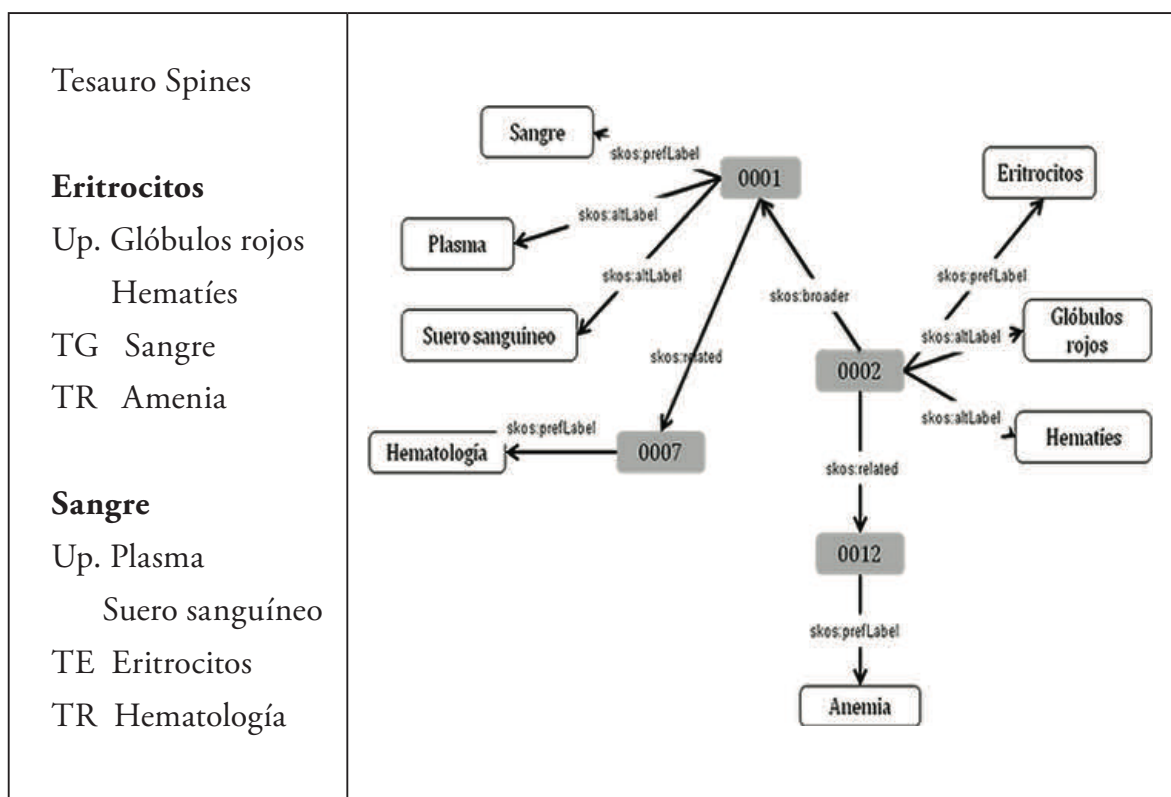 Tesauro Spines
Eritrocitos
Up. Glóbulos rojos
Hematíes
TG Sangre
TR Amenia
Sangre
Up. Plasma
Suero sanguíneo
TE Eritrocitos
TR Hematología
Sangre
skos:prefLabel
0001
Eritrocitos
skos:altLabel
Plasma
skos:altLabel
skos:prefLabel
skos:broader
Suero sanguíneo
Glóbulos
rojos
skos:altLabel
skos:related
0002
skos:altLabel
Hematíes
skos:prefLabel
Hematología
0007
skos:related
0012
skos:prefLabel
Anemia